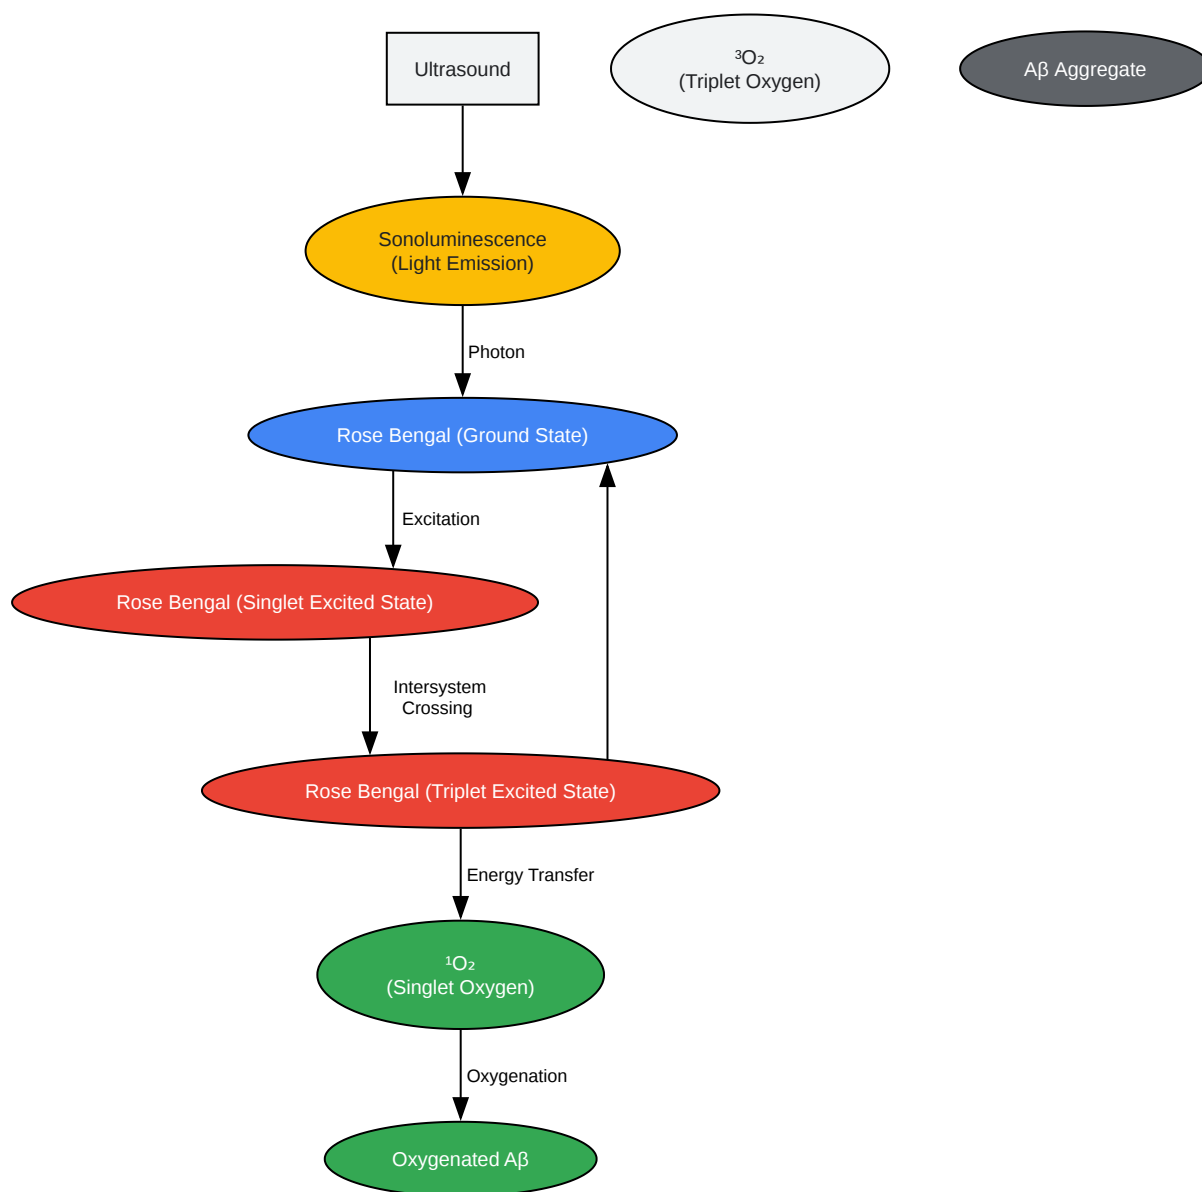 Ultrasound
³O₂
(Triplet Oxygen)
Aβ Aggregate
Sonoluminescence
(Light Emission)
Photon
Rose Bengal (Ground State)
Excitation
Rose Bengal (Singlet Excited State)
Intersystem
Crossing
Rose Bengal (Triplet Excited State)
Energy Transfer
¹O₂
(Singlet Oxygen)
Oxygenation
Oxygenated Aβ